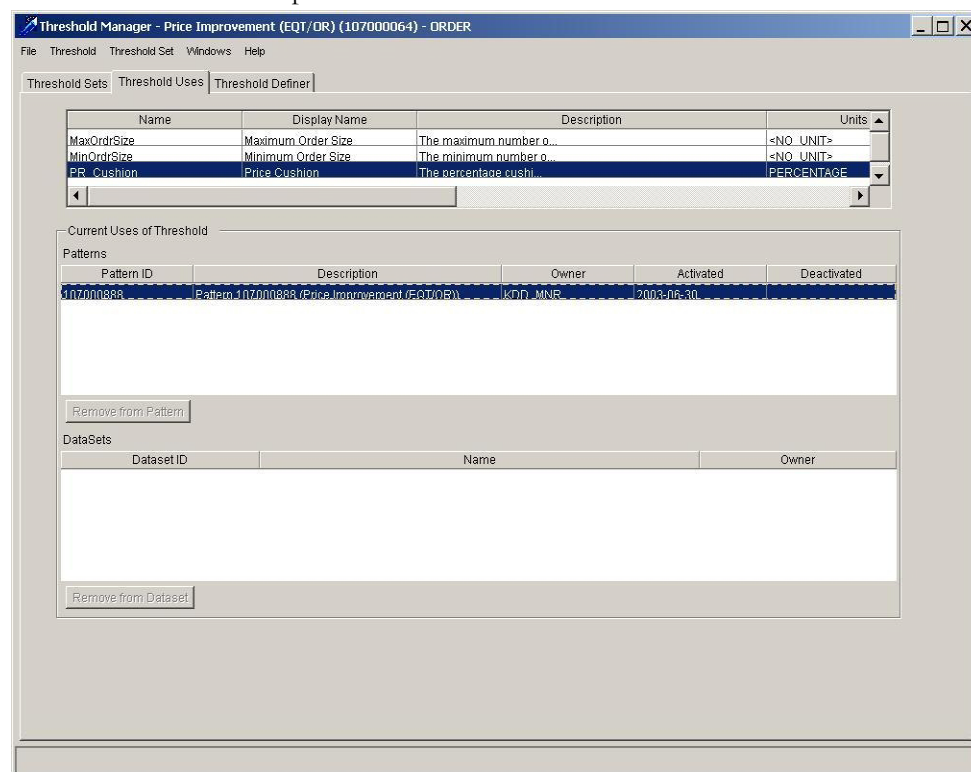 Threshold Manager - Price Improvement (EQT/OR) (107000064) - ORDER
File Threshold Threshold Set Windows Help
Threshold Sets Threshold Uses Threshold Definer
Name Display Name Description Units
MaxOrdrSize Maximum Order Size The maximum number o... <NO_UNIT>
MinOrdrSize Minimum Order Size The minimum number o... <NO_UNIT>
PR_Cushion Price Cushion The percentage cushi... PERCENTAGE
Current Uses of Threshold
Patterns
Pattern ID Description Owner Activated Deactivated
107000888 Pattern 107000888 (Price Improvement (EQT/OR)) KDD_MNR 2003-06-30
Remove from Pattern
DataSets
Dataset ID Name Owner
Remove from Dataset